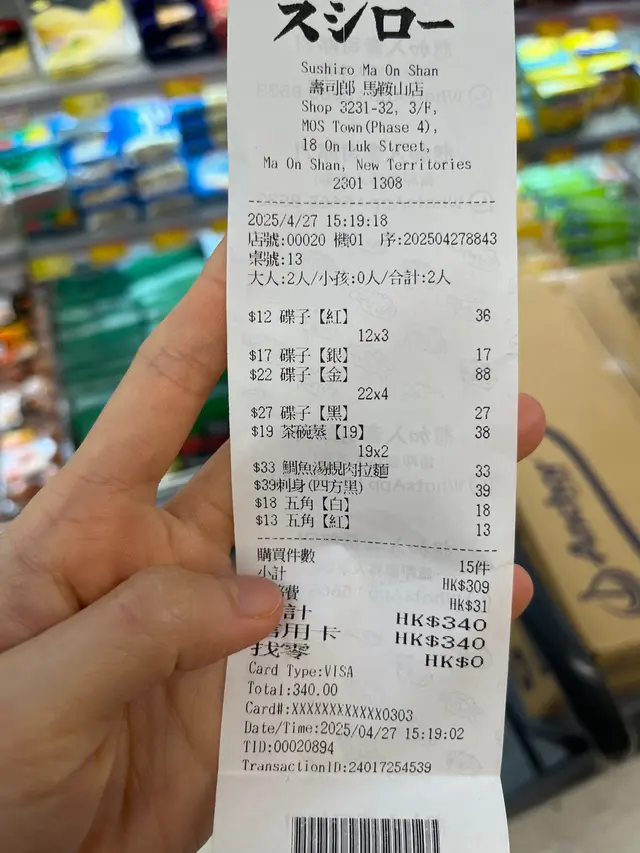 スシロー
Sushiro Ma On Shan
壽司郎 馬鞍山店
Shop 3231-32, 3/F,
MOS Town(Phase 4),
18 On Luk Street,
Ma On Shan, New Territories
2301 1308
2025/4/27 15:19:18
店號:00020 機01 序:202504278843
桌號:13
大人:2人/小孩:0人/合計:2人
$12 碟子【紅】 36
12x3
$17 碟子【銀】 17
$22 碟子【金】 88
22x4
$27 碟子【黑】 27
$19 茶碗蒸【19】 38
19x2
$33 鯛魚湯蜆肉拉麵 33
$39刺身(四方黑) 39
$18 五角【白】 18
$13 五角【紅】 13
購買件數 15件
小計 HK$309
費 HK$31
計 HK$340
用卡 HK$340
找零 HK$0
Card Type:VISA
Total:340.00
Card#:XXXXXXXXXXXX0303
Date/Time:2025/04/27 15:19:02
TID:00020894
TransactionID:24017254539
Anchor